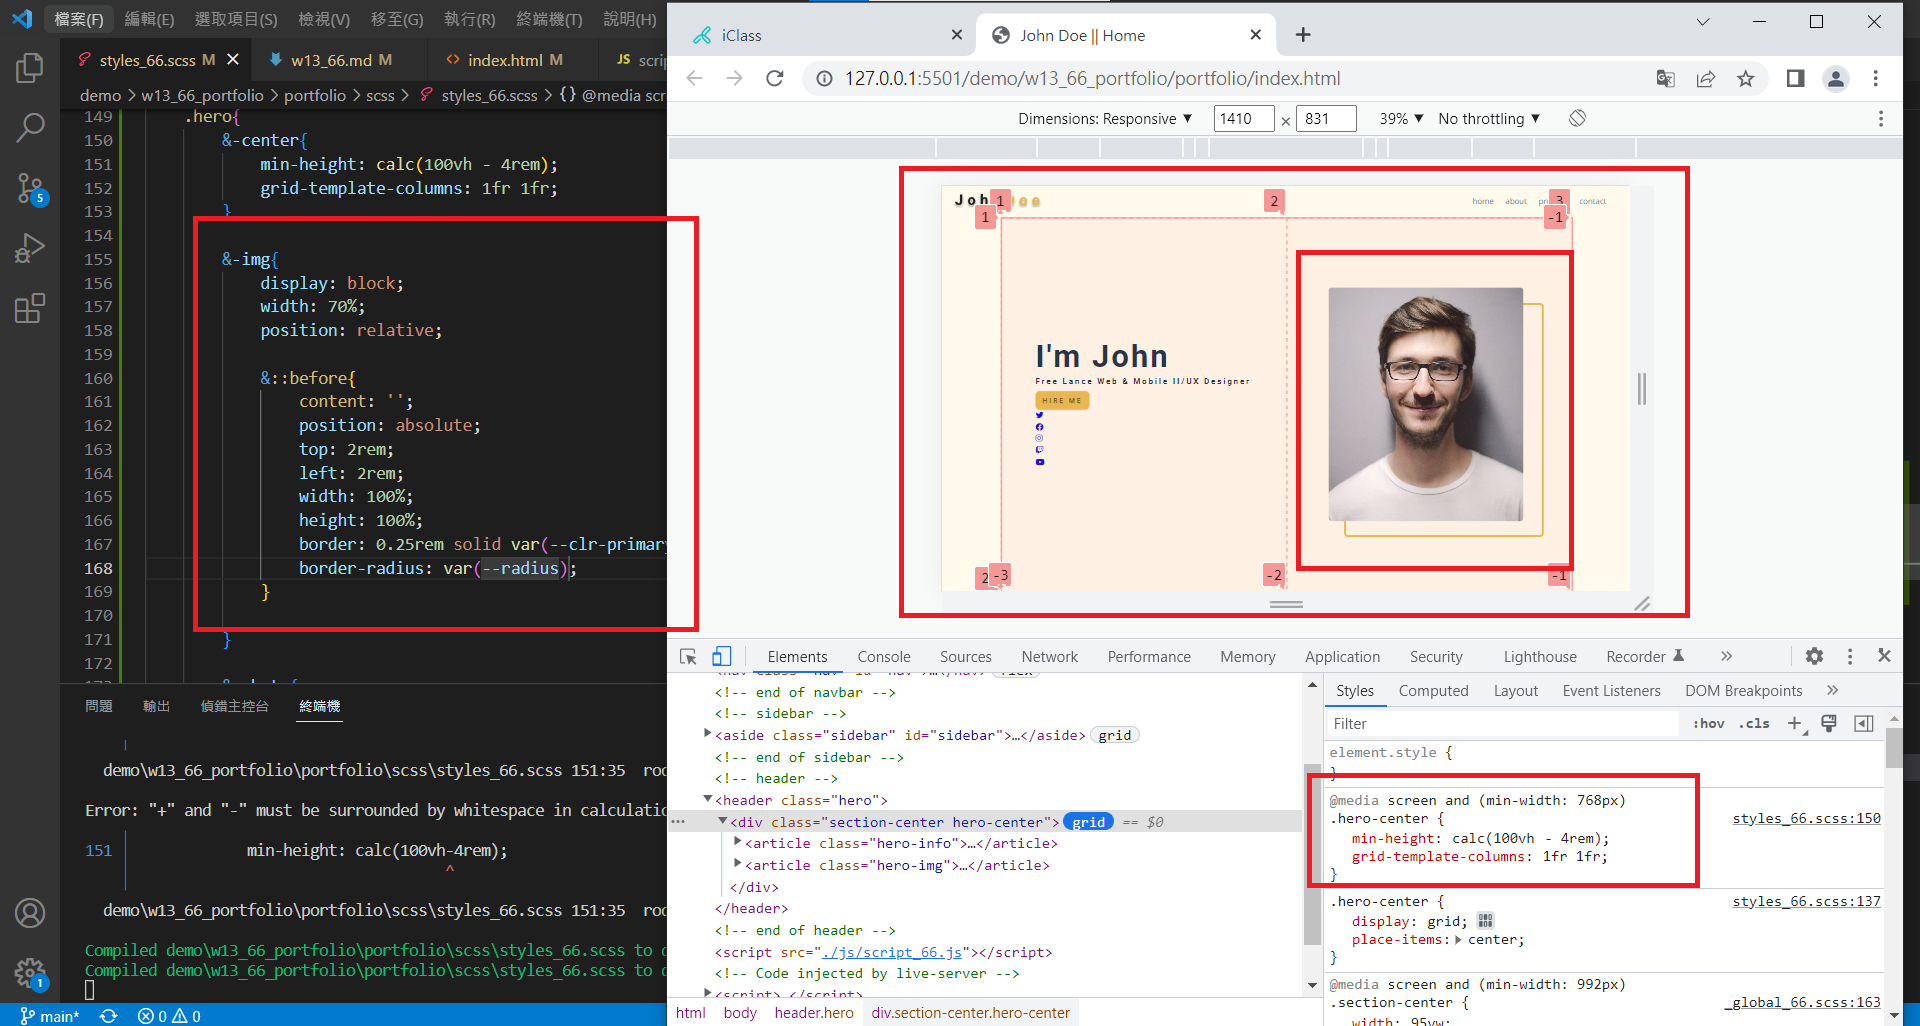 檔案(F) 編輯(E) 選取項目(S) 檢視(V) 移至(G) 執行(R) 終端機(T) 說明(H)
styles_66.scss M
w13_66.md M
index.html M
JS
demo > w13_66_portfolio > portfolio > scss > styles_66.scss > {} @media scr
149 .hero{
150 &-center{
151 min-height: calc(100vh - 4rem);
152 grid-template-columns: 1fr 1fr;
153 }
154
155 &-img{
156 display: block;
157 width: 70%;
158 position: relative;
159
160 &::before{
161 content: '';
162 position: absolute;
163 top: 2rem;
164 left: 2rem;
165 width: 100%;
166 height: 100%;
167 border: 0.25rem solid var(--clr-primary
168 border-radius: var(--radius);
169 }
170
171 }
172
5
1
問題 輸出 偵錯主控台 終端機
demo\w13_66_portfolio\portfolio\scss\styles_66.scss 151:35 roo
Error: "+" and "-" must be surrounded by whitespace in calculatio
151 min-height: calc(100vh-4rem);
^
demo\w13_66_portfolio\portfolio\scss\styles_66.scss 151:35 roo
Compiled demo\w13_66_portfolio\portfolio\scss\styles_66.scss to
Compiled demo\w13_66_portfolio\portfolio\scss\styles_66.scss to
main* 0 0
iClass
John Doe || Home
127.0.0.1:5501/demo/w13_66_portfolio/portfolio/index.html
Dimensions: Responsive ▼ 1410 × 831 39% ▼ No throttling ▼
home about contact
1 2 3
1 -1
I'm John
Free Lance Web & Mobile II/UX Designer
HIRE ME
2 -3 -2 -1
Elements Console Sources Network Performance Memory Application Security Lighthouse Recorder
<!-- end of navbar -->
<!-- sidebar -->
<aside class="sidebar" id="sidebar">…</aside> grid
<!-- end of sidebar -->
<!-- header -->
<header class="hero">
<div class="section-center hero-center"> grid == $0
<article class="hero-info">…</article>
<article class="hero-img">…</article>
</div>
</header>
<!-- end of header -->
<script src="./js/script_66.js"></script>
<!-- Code injected by live-server -->
html body header.hero div.section-center.hero-center
Styles Computed Layout Event Listeners DOM Breakpoints
Filter :hov .cls
element.style {
}
@media screen and (min-width: 768px)
.hero-center { styles_66.scss:150
min-height: calc(100vh - 4rem);
grid-template-columns: 1fr 1fr;
}
.hero-center { styles_66.scss:137
display: grid;
place-items: center;
}
@media screen and (min-width: 992px)
.section-center { _global_66.scss:163
width: 95vw;